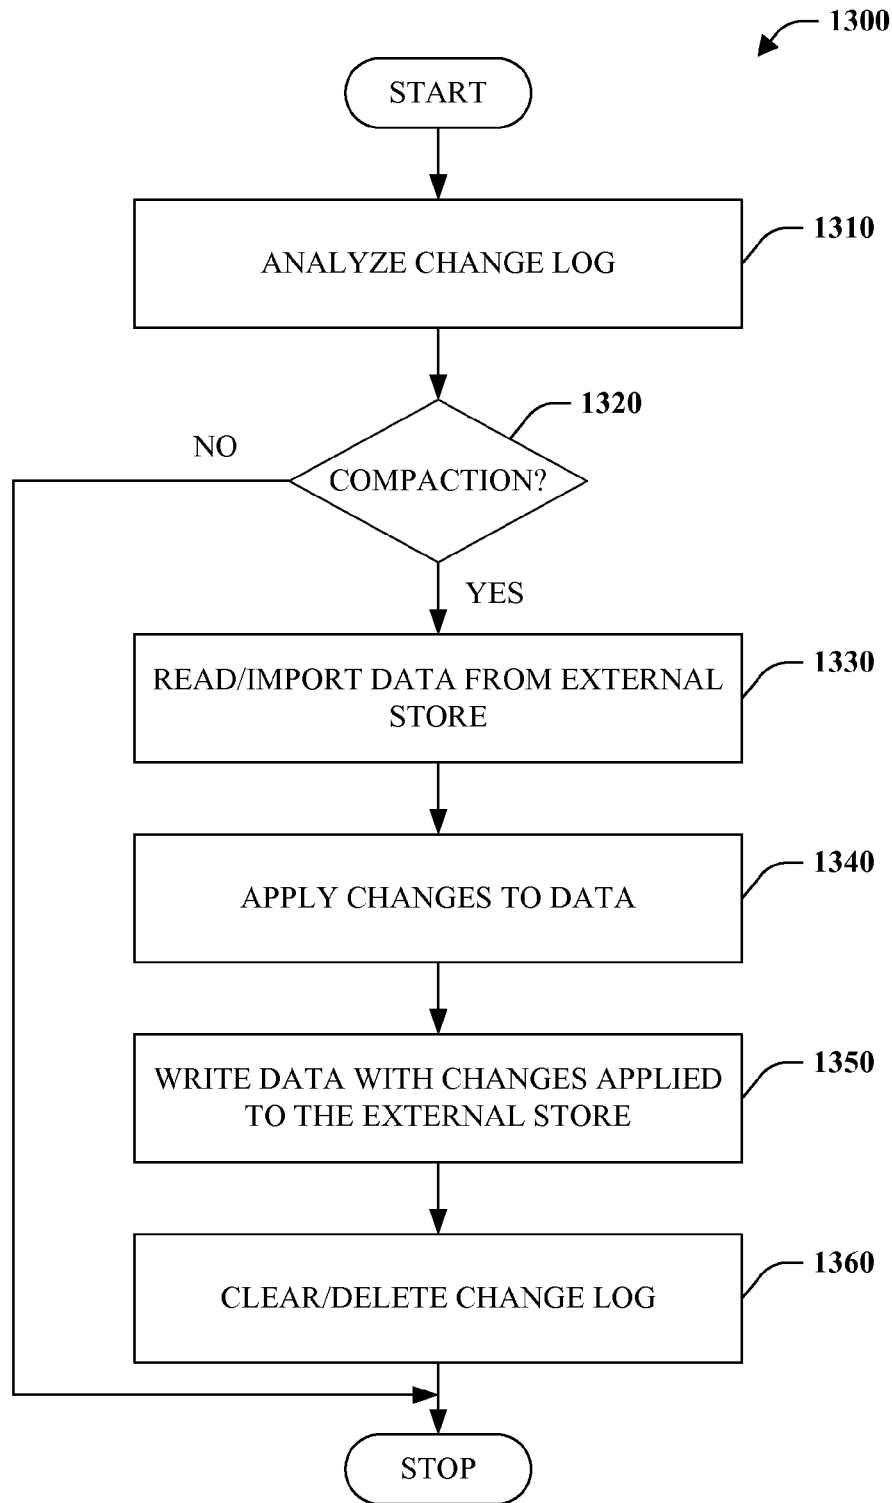 1300
START
1310
ANALYZE CHANGE LOG
1320
NO
COMPACTION?
YES
1330
READ/IMPORT DATA FROM EXTERNAL
STORE
1340
APPLY CHANGES TO DATA
1350
WRITE DATA WITH CHANGES APPLIED
TO THE EXTERNAL STORE
1360
CLEAR/DELETE CHANGE LOG
STOP